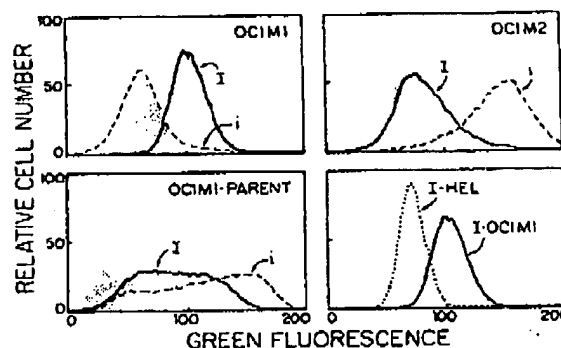 RELATIVE CELL NUMBER
100
50
0
OCIM1
I
i
OCIM2
I
i
100
50
0
OCIM1-PARENT
I
i
I-HEL
I-OCIM1
0
100
200
0
100
200
GREEN FLUORESCENCE